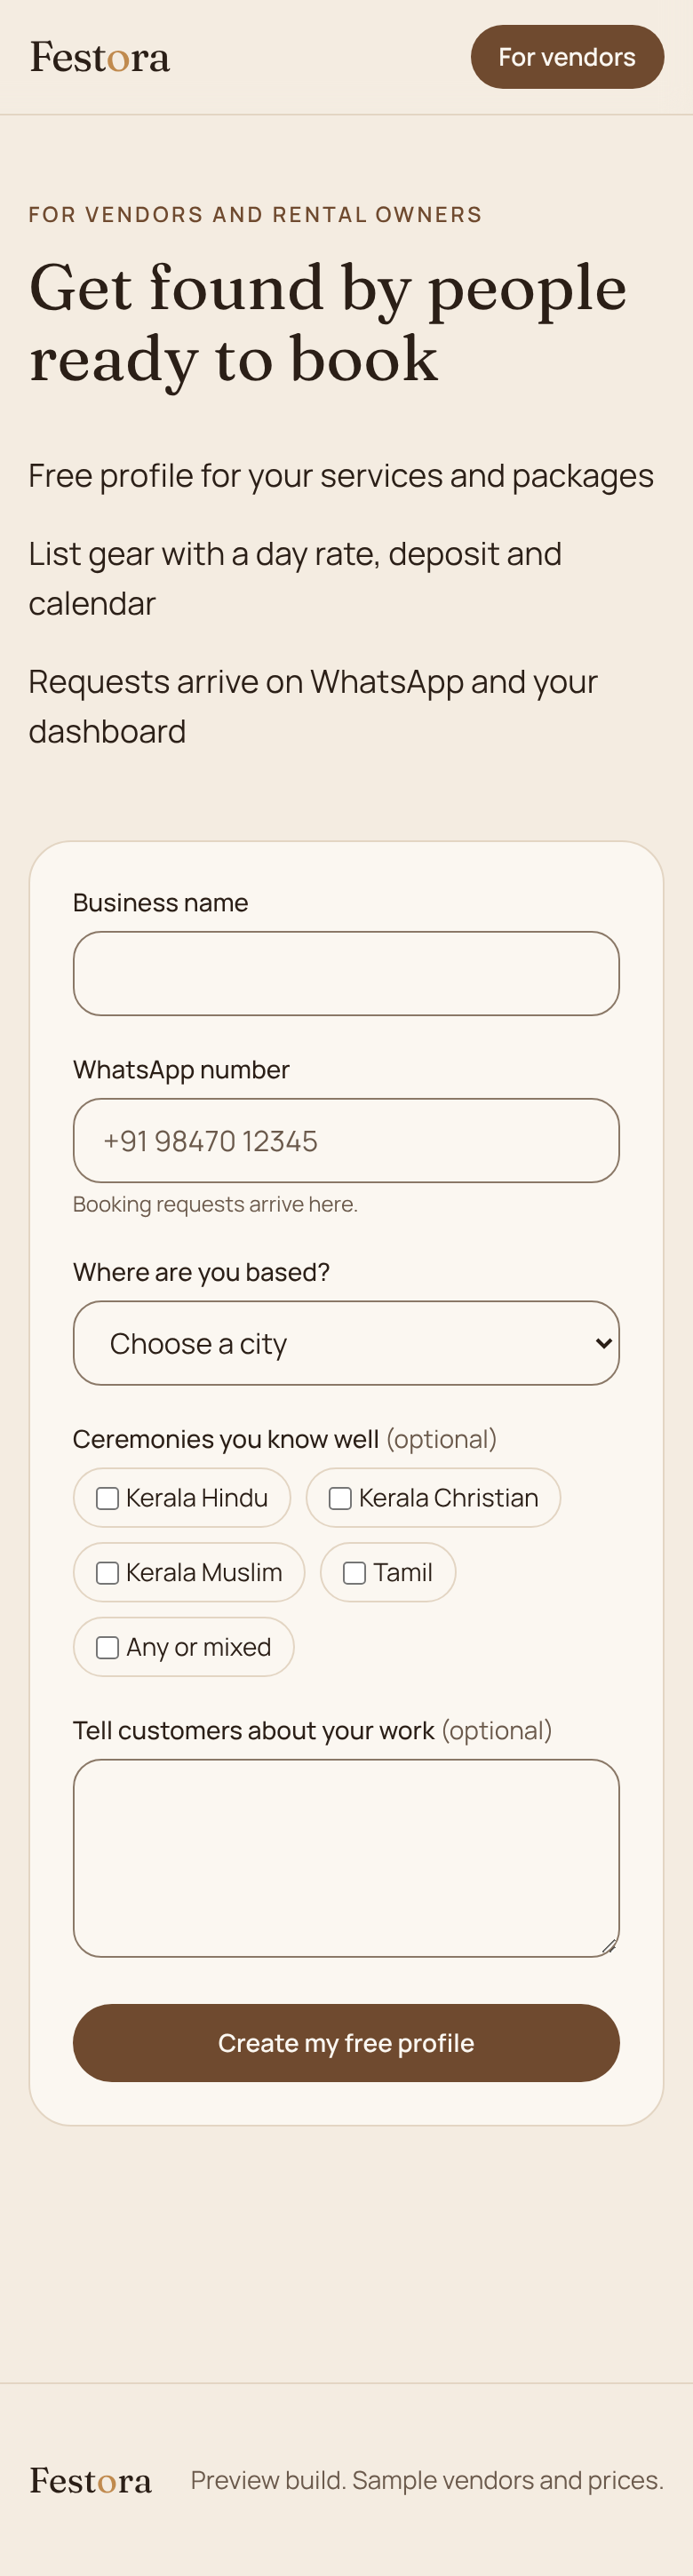 Festora
For vendors
FOR VENDORS AND RENTAL OWNERS
Get found by people
ready to book
Free profile for your services and packages
List gear with a day rate, deposit and
calendar
Requests arrive on WhatsApp and your
dashboard
Business name
WhatsApp number
+91 98470 12345
Booking requests arrive here.
Where are you based?
Choose a city
Ceremonies you know well (optional)
Kerala Hindu
Kerala Christian
Kerala Muslim
Tamil
Any or mixed
Tell customers about your work (optional)
Create my free profile
Festora
Preview build. Sample vendors and prices.